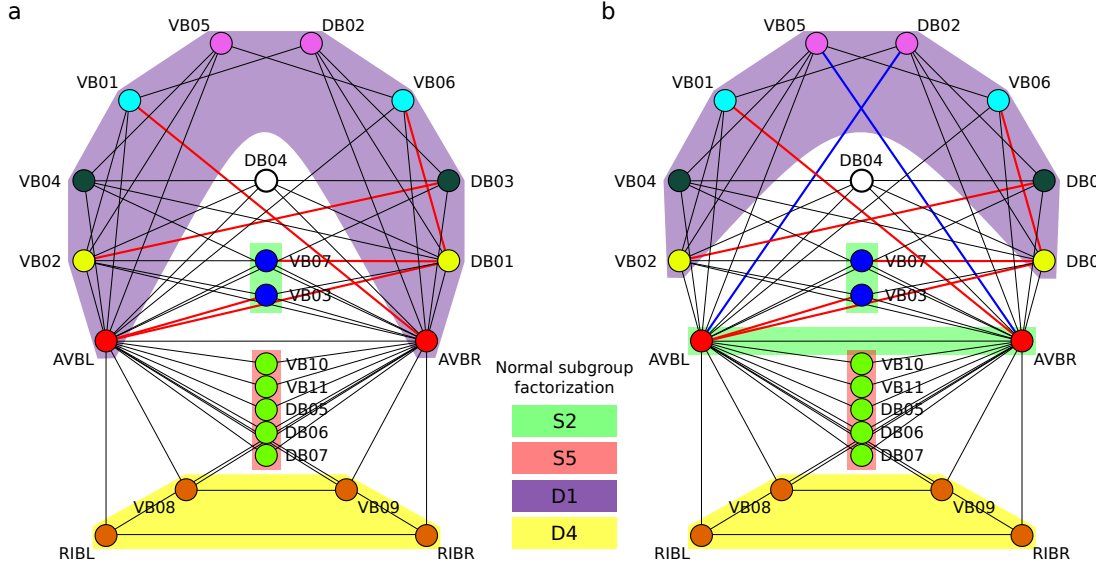 a
VB05
DB02
VB01
VB06
DB04
VB04
DB03
VB07
VB02
DB01
VB03
AVBL
AVBR
VB10
VB11
DB05
DB06
DB07
VB08
VB09
RIBL
RIBR
Normal subgroup
factorization
S2
S5
D1
D4
b
VB05
DB02
VB01
VB06
DB04
VB04
DB0
VB07
VB02
DB0
VB03
AVBL
AVBR
VB10
VB11
DB05
DB06
DB07
VB08
VB09
RIBL
RIBR